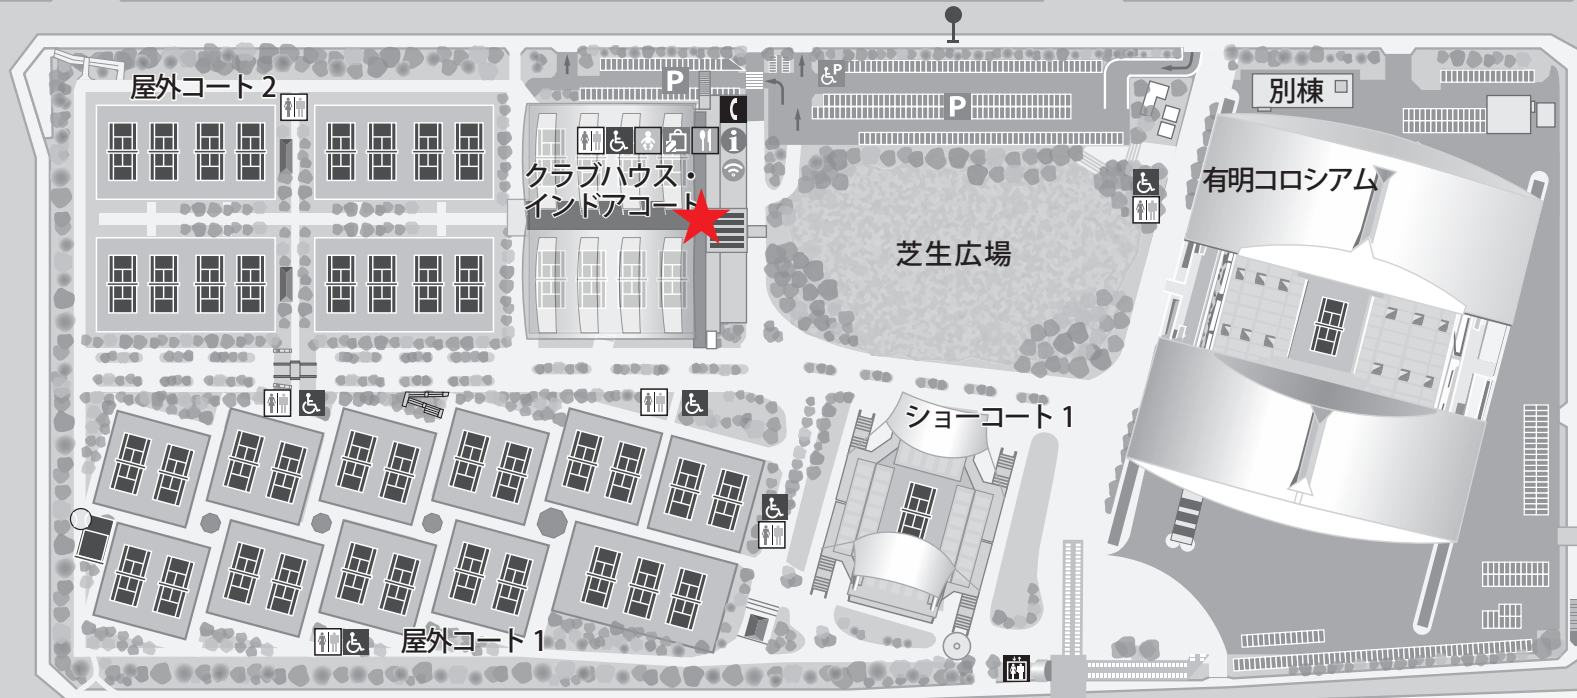 屋外コート 2
P
P
P
別棟
i
クラブハウス・
インドアコート
有明コロシアム
芝生広場
ショーコート 1
屋外コート 1